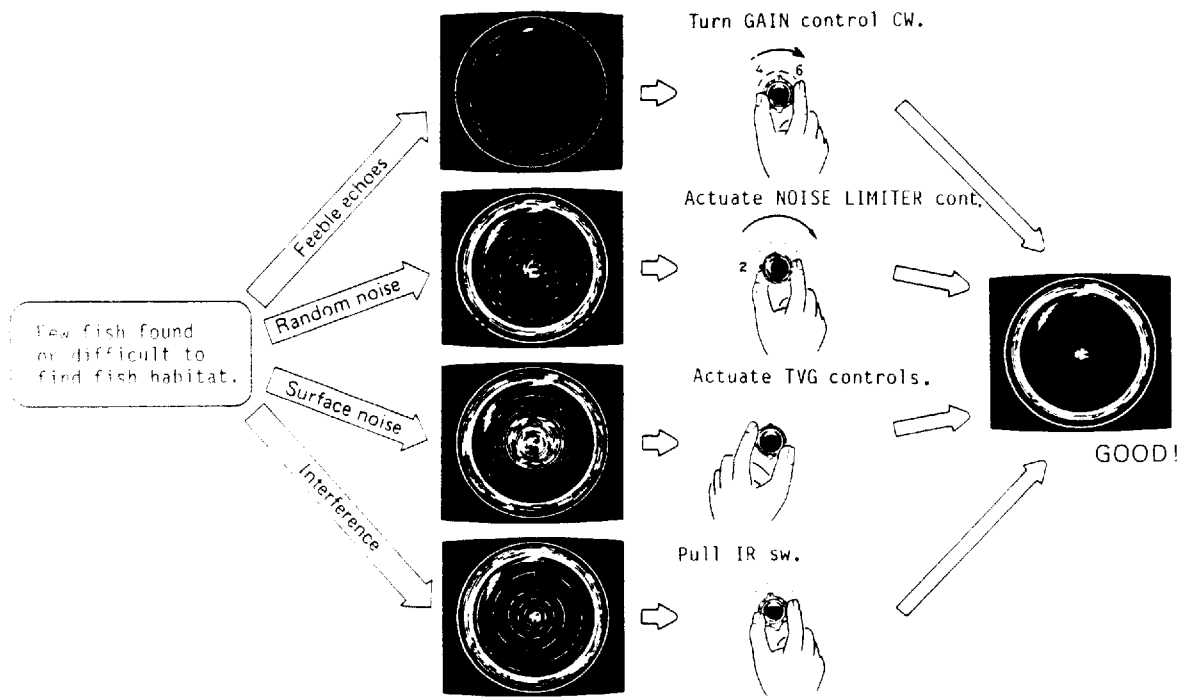 Few fish found
or difficult to
find fish habitat.
Feeble echoes
Turn GAIN control CW.
4 6
Random noise
Actuate NOISE LIMITER cont.
2
Surface noise
Actuate TVG controls.
Interference
Pull IR sw.
GOOD!